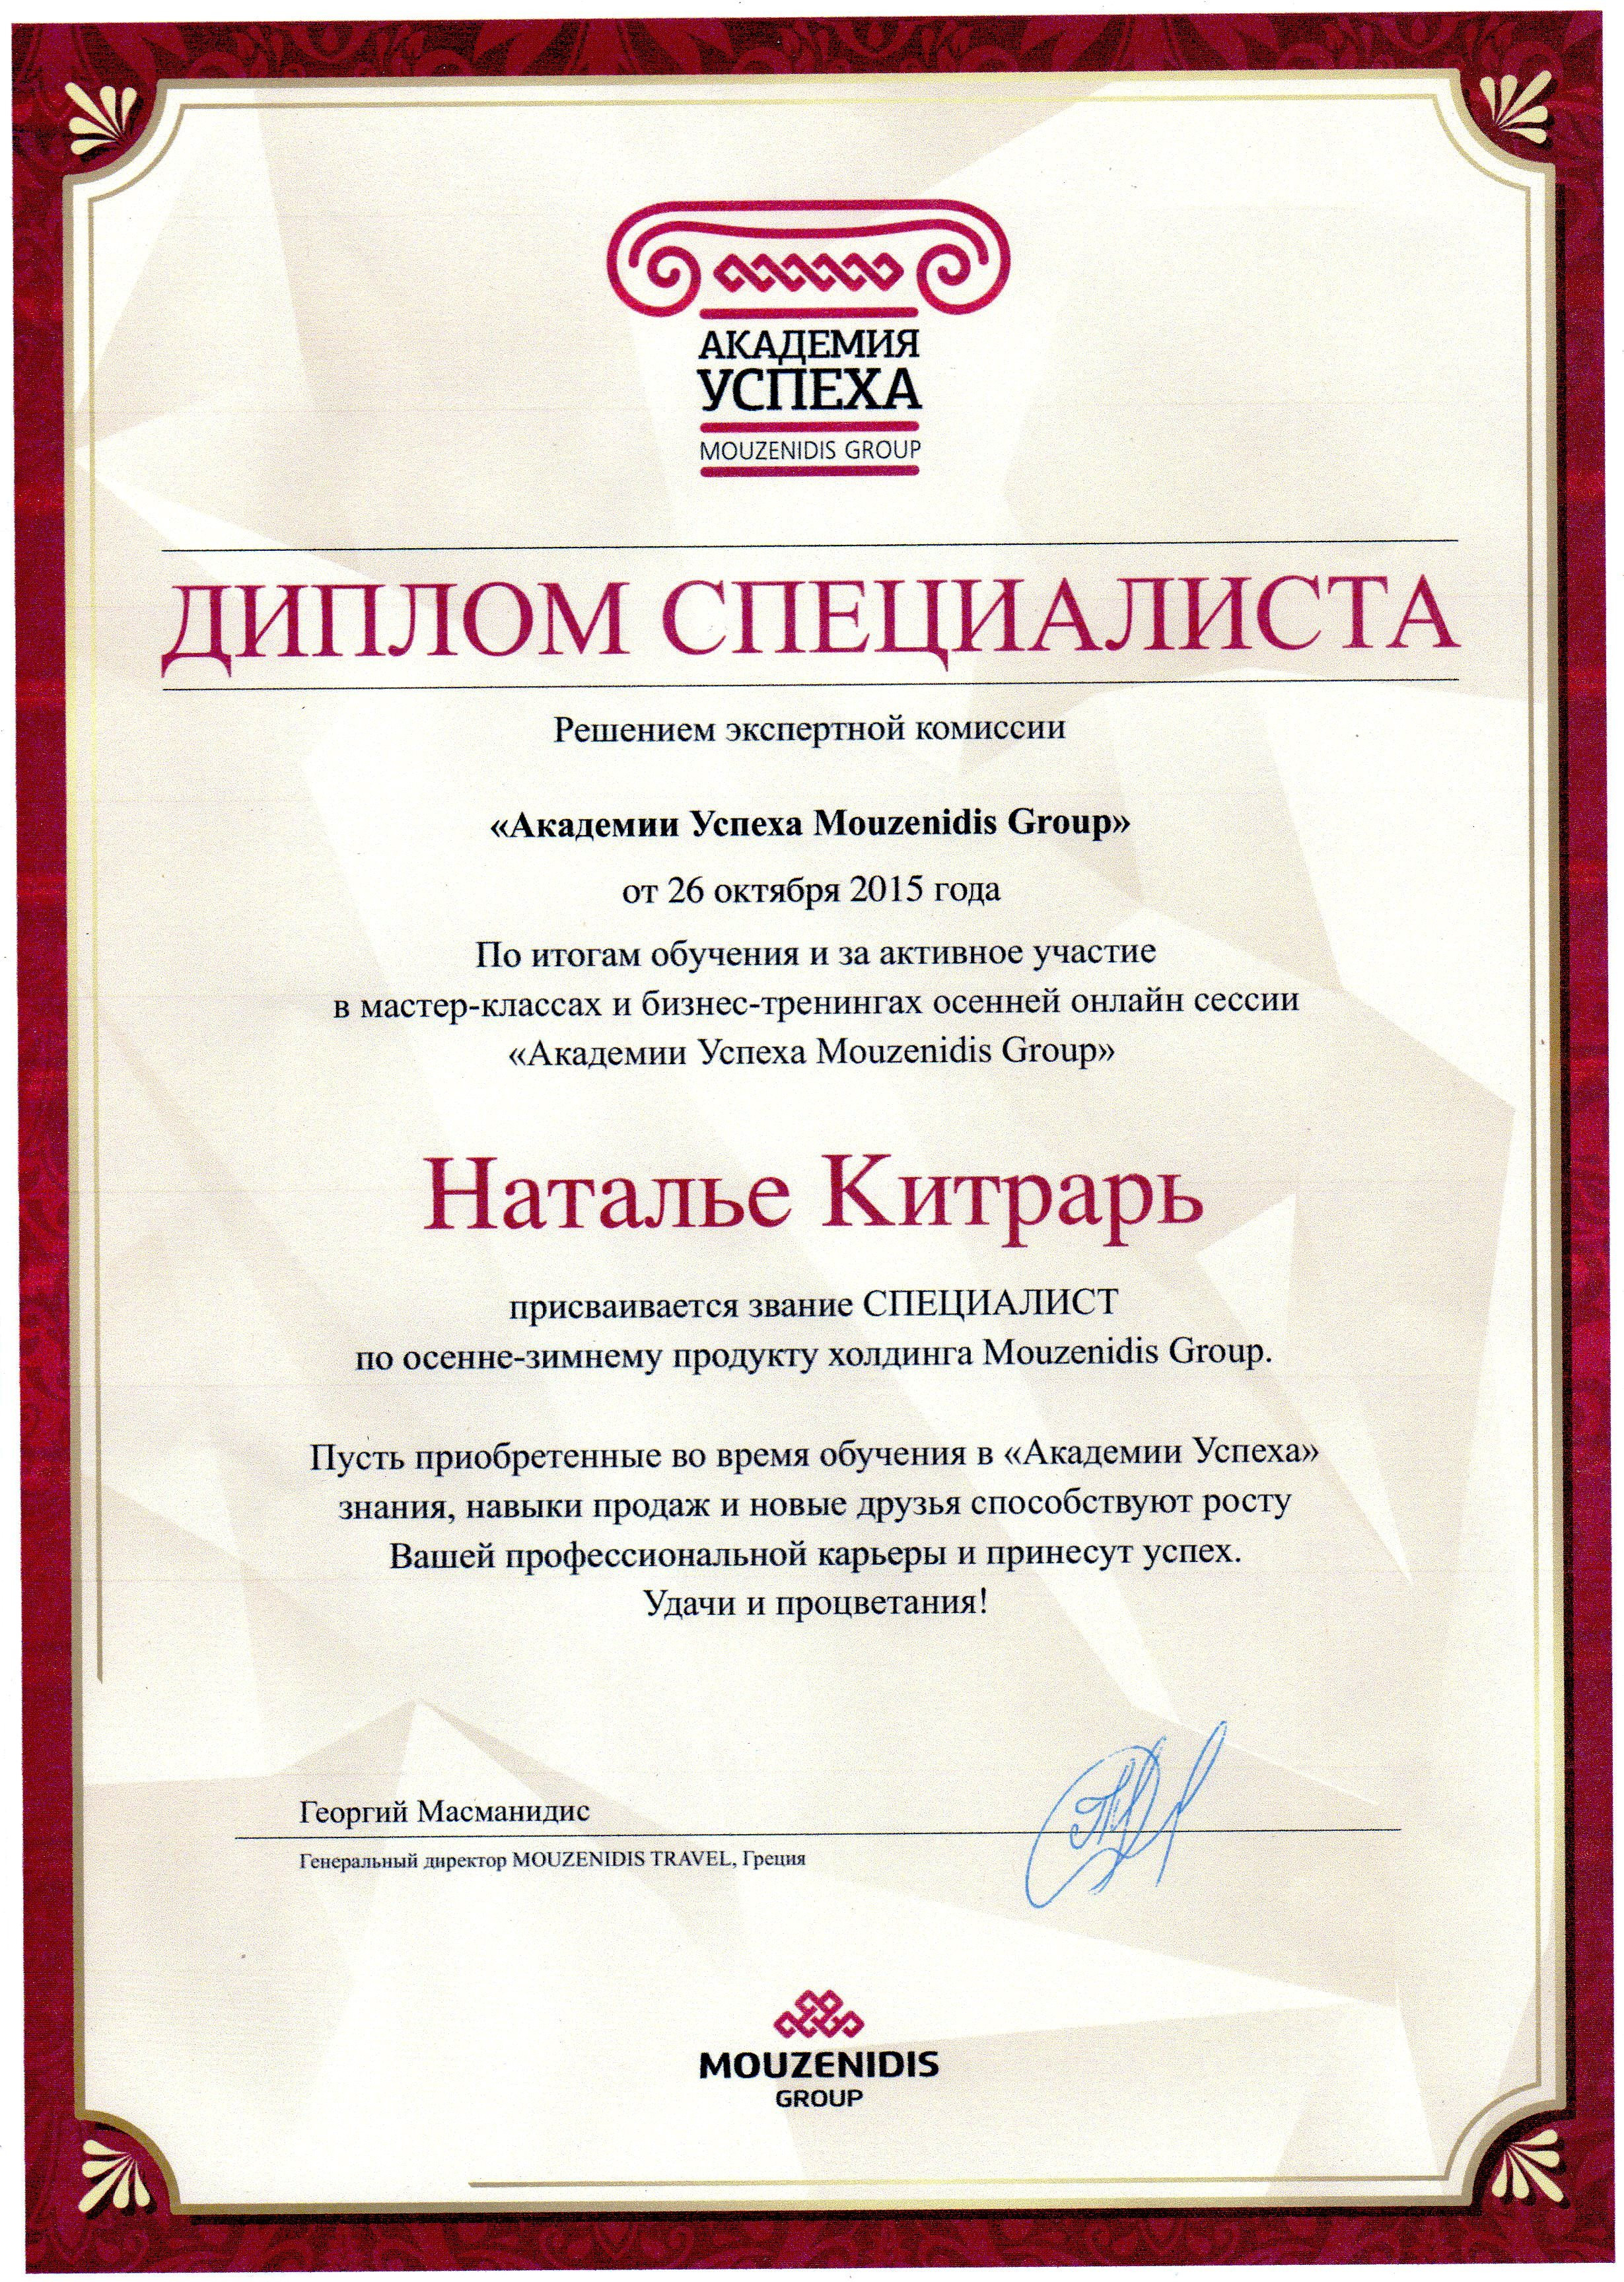 АКАДЕМИЯ
УСПЕХА
MOUZENIDIS GROUP
ДИПЛОМ СПЕЦИАЛИСТА
Решением экспертной комиссии
«Академии Успеха Mouzenidis Group»
от 26 октября 2015 года
По итогам обучения и за активное участие
в мастер-классах и бизнес-тренингах осенней онлайн сессии
«Академии Успеха Mouzenidis Group»
Наталье Китрарь
присваивается звание СПЕЦИАЛИСТ
по осенне-зимнему продукту холдинга Mouzenidis Group.
Пусть приобретенные во время обучения в «Академии Успеха»
знания, навыки продаж и новые друзья способствуют росту
Вашей профессиональной карьеры и принесут успех.
Удачи и процветания!
Георгий Масманидис
Генеральный директор MOUZENIDIS TRAVEL, Греция
MOUZENIDIS
GROUP